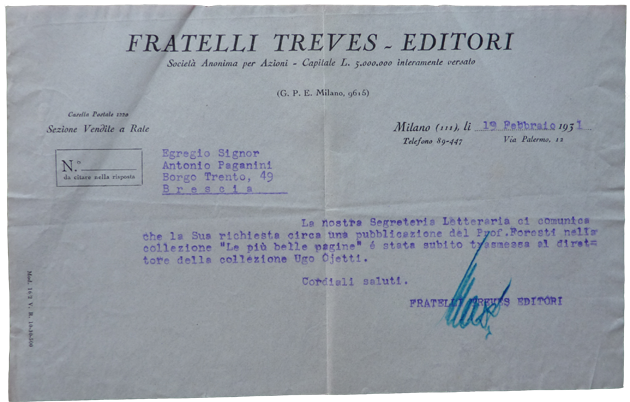 FRATELLI TREVES - EDITORI
Società Anonima per Azioni - Capitale L. 5.000.000 interamente versato
(G. P. E. Milano, 9615)
Casella Postale
Sezione Vendite a Rate
Milano (111), li 19 Febbraio 1931
Telefono 89-447 Via Palermo, 12
N.°
da citare nella risposta
Egregio Signor
Antonio Paganini
Borgo Trento, 49
Brescia
La nostra Segreteria Letteraria ci comunica
che la Sua richiesta circa una pubblicazione del Prof. Foresti nella
collezione "Le più belle pagine" é stata subito trasmessa al diret-
tore della collezione Ugo Ojetti.
Cordiali saluti.
FRATELLI TREVES EDITORI